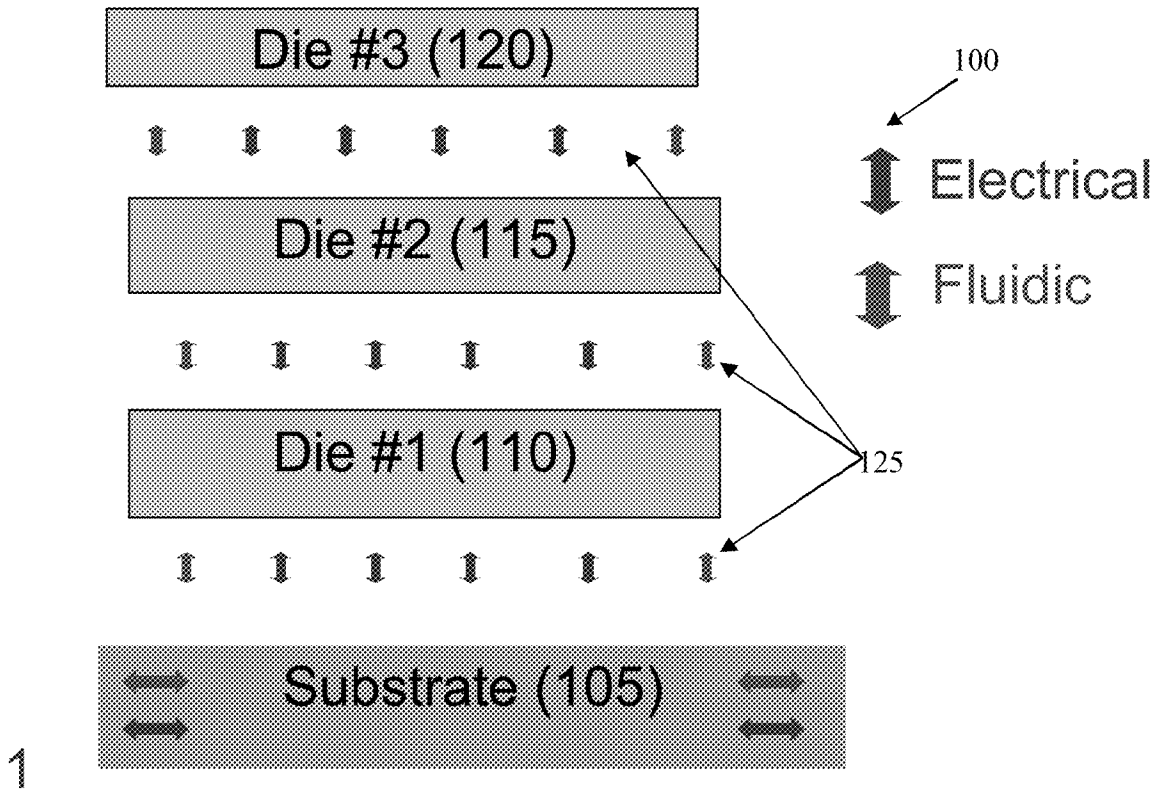 Die #3 (120)
100
Electrical
Die #2 (115)
Fluidic
Die #1 (110)
125
Substrate (105)
1